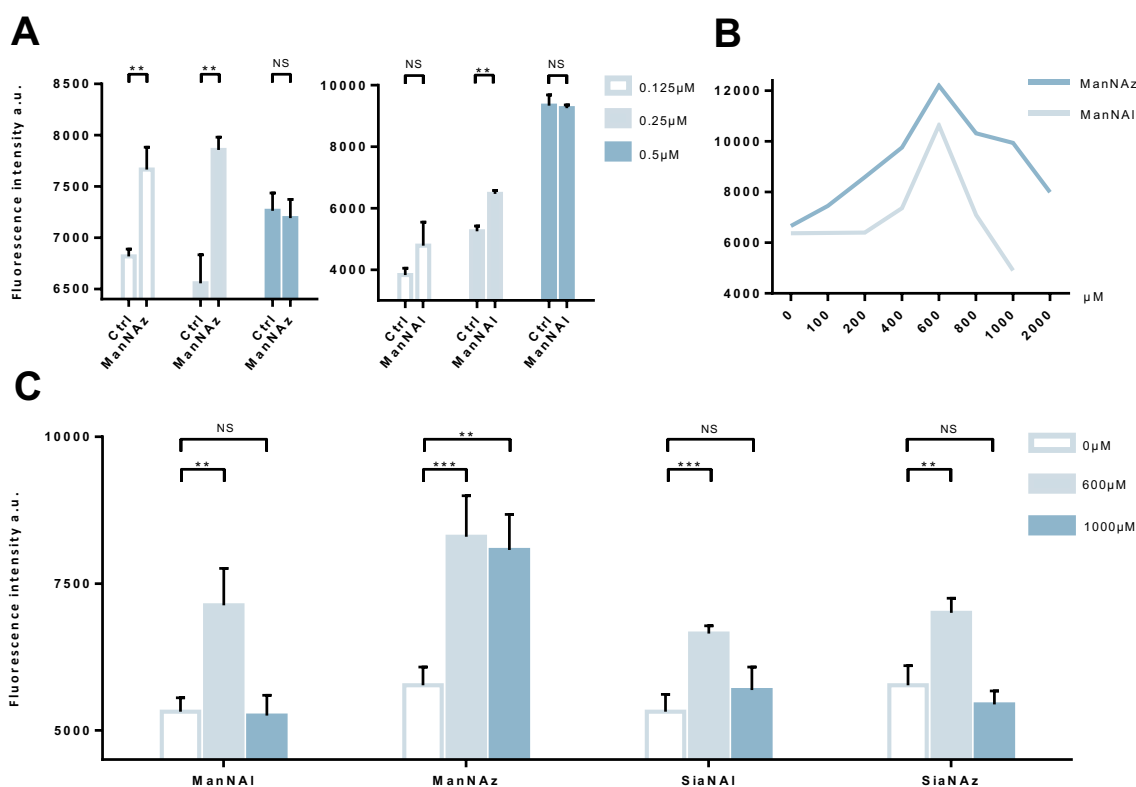 A
Fluorescence intensity a.u.
8500
8000
7500
7000
6500
**
**
NS
Ctrl
ManNAz
Ctrl
ManNAz
Ctrl
ManNAz
10000
8000
6000
4000
NS
**
NS
Ctrl
ManNAl
Ctrl
ManNAl
Ctrl
ManNAl
0.125µM
0.25µM
0.5µM
B
12000
10000
8000
6000
4000
0
100
200
400
600
800
1000
2000
µM
ManNAz
ManNAl
C
Fluorescence intensity a.u.
10000
7500
5000
NS
**
**
***
NS
***
NS
**
ManNAl
ManNAz
SiaNAl
SiaNAz
0µM
600µM
1000µM